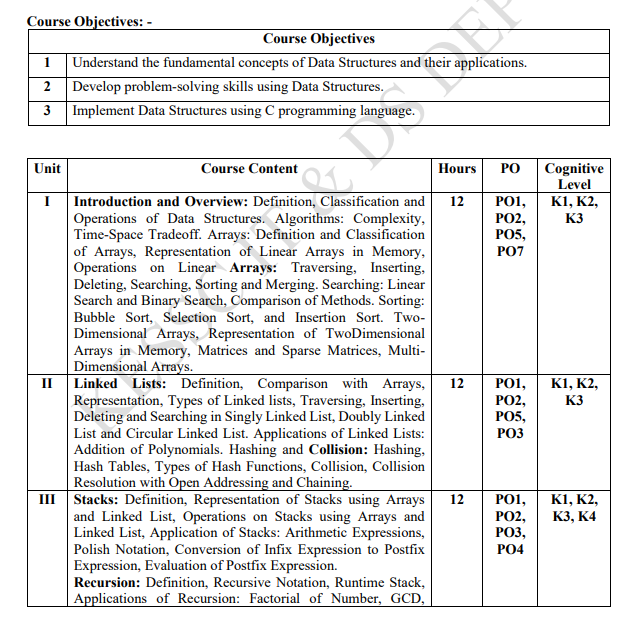 Course Objectives: -
Course Objectives
1 Understand the fundamental concepts of Data Structures and their applications.
2 Develop problem-solving skills using Data Structures.
3 Implement Data Structures using C programming language.
Unit Course Content Hours PO Cognitive
Level
I Introduction and Overview: Definition, Classification and 12 PO1, K1, K2,
Operations of Data Structures. Algorithms: Complexity, PO2, K3
Time-Space Tradeoff. Arrays: Definition and Classification PO5,
of Arrays, Representation of Linear Arrays in Memory, PO7
Operations on Linear Arrays: Traversing, Inserting,
Deleting, Searching, Sorting and Merging. Searching: Linear
Search and Binary Search, Comparison of Methods. Sorting:
Bubble Sort, Selection Sort, and Insertion Sort. Two-
Dimensional Arrays, Representation of TwoDimensional
Arrays in Memory, Matrices and Sparse Matrices, Multi-
Dimensional Arrays.
II Linked Lists: Definition, Comparison with Arrays, 12 PO1, K1, K2,
Representation, Types of Linked lists, Traversing, Inserting, PO2, K3
Deleting and Searching in Singly Linked List, Doubly Linked PO5,
List and Circular Linked List. Applications of Linked Lists: PO3
Addition of Polynomials. Hashing and Collision: Hashing,
Hash Tables, Types of Hash Functions, Collision, Collision
Resolution with Open Addressing and Chaining.
III Stacks: Definition, Representation of Stacks using Arrays 12 PO1, K1, K2,
and Linked List, Operations on Stacks using Arrays and PO2, K3, K4
Linked List, Application of Stacks: Arithmetic Expressions, PO3,
Polish Notation, Conversion of Infix Expression to Postfix PO4
Expression, Evaluation of Postfix Expression.
Recursion: Definition, Recursive Notation, Runtime Stack,
Applications of Recursion: Factorial of Number, GCD,
KESSC IT & DS DEP